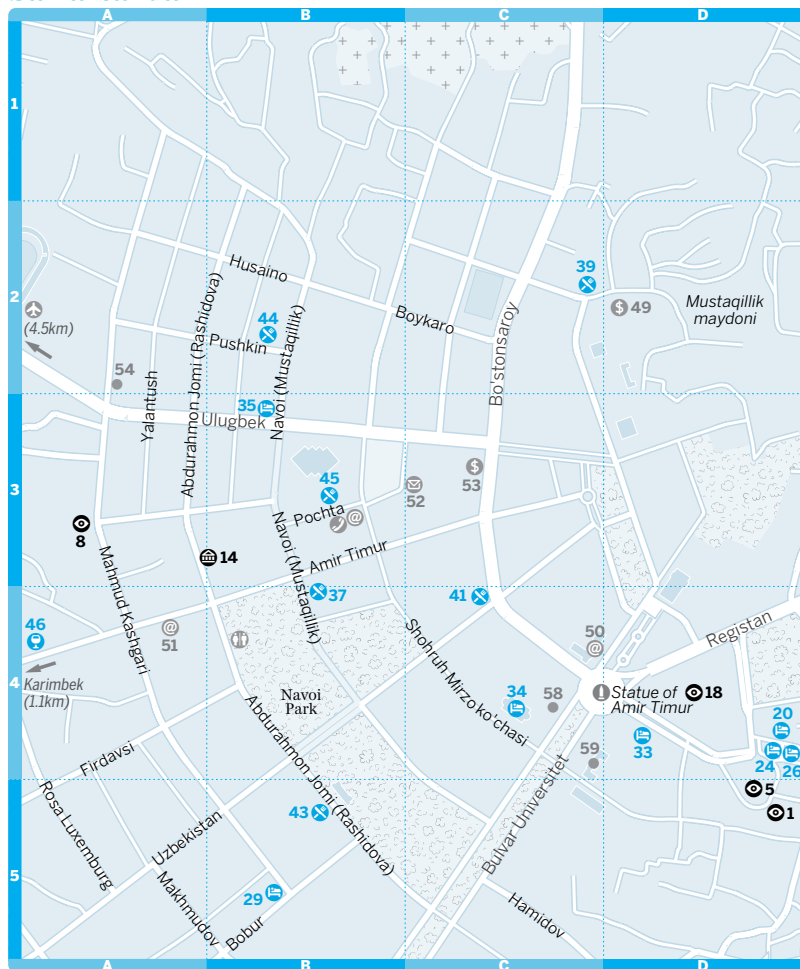 A
B
C
D
1
2
3
4
5
Husaino
Boykaro
39
49
Mustaqillik
maydoni
(4.5km)
44
Pushkin
54
Yalantush
Abdurahmon Jomi (Rashidova)
Navoi (Mustaqillik)
Bo'stonsaroy
35
Ulugbek
45
52
53
Pochta
8
14
Amir Timur
Navoi (Mustaqillik)
37
41
Mahmud Kashgari
46
51
50
Registan
Karimbek
(1.1km)
Navoi
Park
Shohruh Mirzo ko'chasi
34
58
Statue of
Amir Timur
18
20
33
24
26
59
Firdavsi
Abdurahmon Jomi (Rashidova)
5
1
43
Rosa Luxemburg
Uzbekistan
Bulvar Universitet
29
Makhmudov
Bobur
Hamidov
A
B
C
D